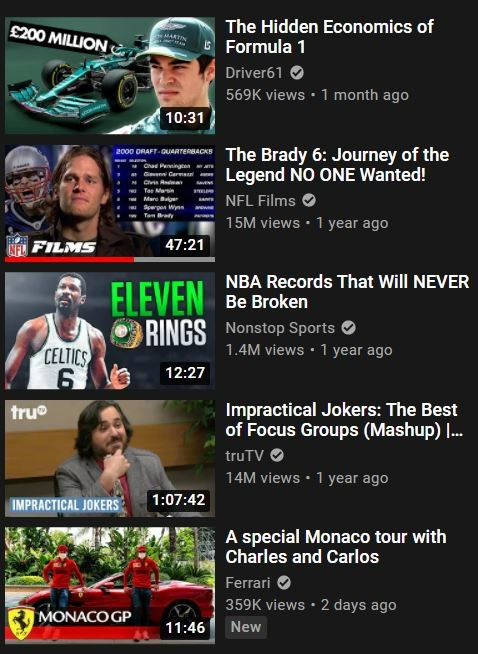 £200 MILLION
10:31
The Hidden Economics of
Formula 1
Driver61
569K views • 1 month ago
2000 DRAFT - QUARTERBACKS
Chad Pennington
Giovanni Carmazzi
Chris Redman
RAVENS
Tee Martin
STEELERS
Marc Bulger
SAINTS
Spergon Wynn
BROWNS
Tom Brady
PATRIOTS
NFL
FILMS
47:21
The Brady 6: Journey of the
Legend NO ONE Wanted!
NFL Films
15M views • 1 year ago
ELEVEN
RINGS
CELTICS
6
12:27
NBA Records That Will NEVER
Be Broken
Nonstop Sports
1.4M views • 1 year ago
truTV
IMPRACTICAL JOKERS
1:07:42
Impractical Jokers: The Best
of Focus Groups (Mashup) |...
truTV
14M views • 1 year ago
MONACO GP
11:46
A special Monaco tour with
Charles and Carlos
Ferrari
359K views • 2 days ago
New